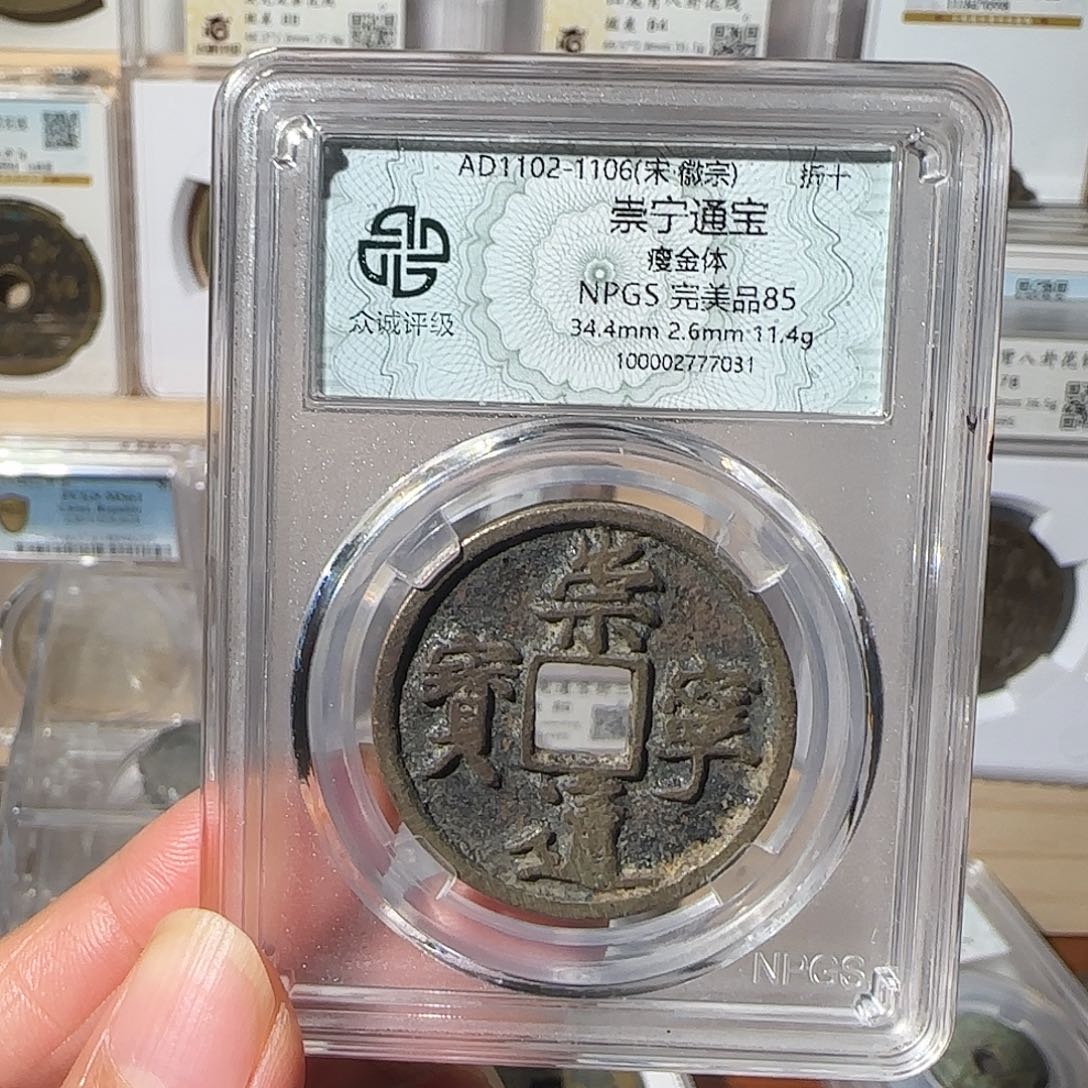 AD1102-1106(宋·徽宗) 折十
崇宁通宝
瘦金体
NPGS 完美品85
34.4mm 2.6mm 11.4g
100002777031
众诚评级
崇寧通寳
NPGS